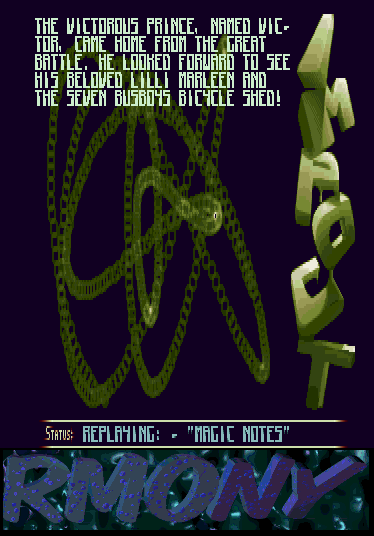 THE VICTOROUS PRINCE, NAMED VIC-
TOR, CAME HOME FROM THE GREAT
BATTLE. HE LOOKED FORWARD TO SEE
HIS BELOVED LILLI MARLEEN AND
THE SEVEN BUSBOYS BICYCLE SHED!
STATUS: REPLAYING: - "MAGIC NOTES"
RMONY